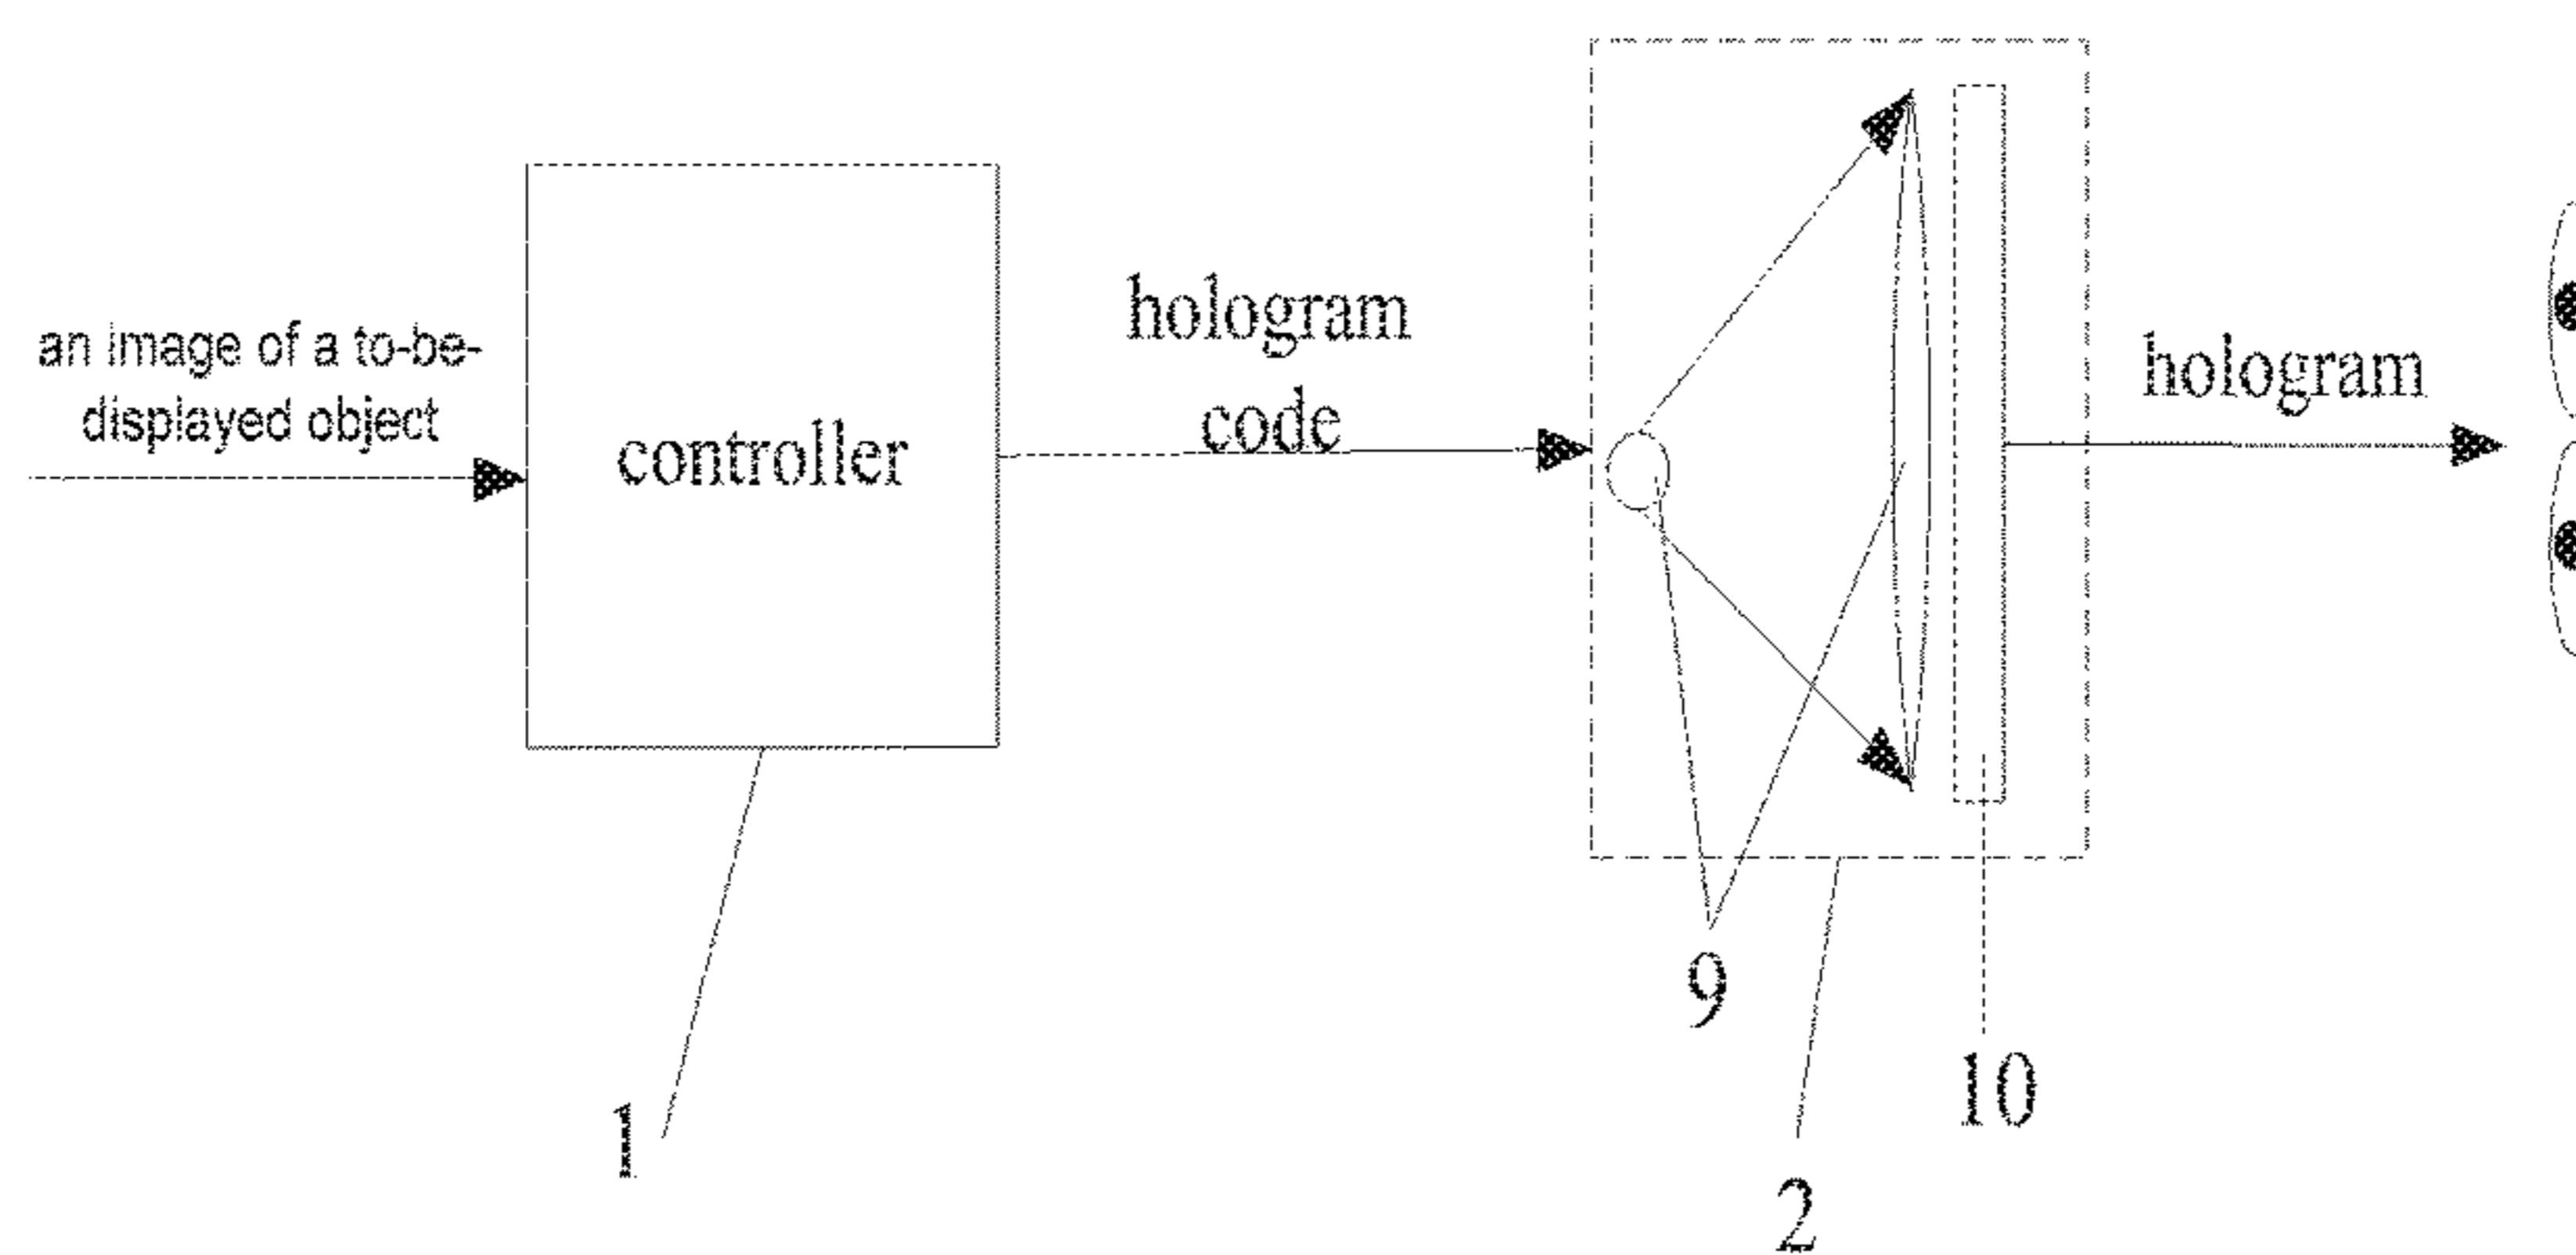 an image of a to-be-
displayed object
controller
hologram
code
hologram
9
10
1
2